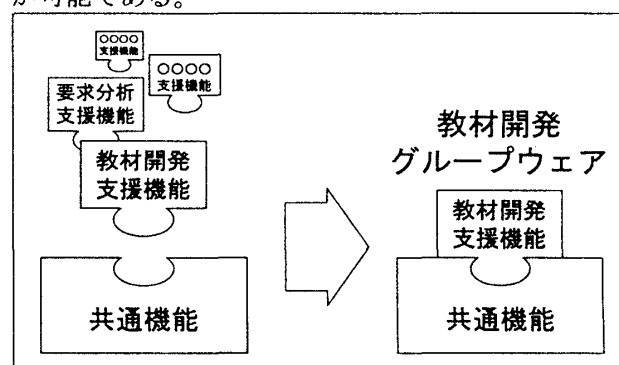 が可能である。
○○○○
支援機能
○○○○
支援機能
要求分析
支援機能
教材開発
支援機能
共通機能
教材開発
グループウェア
教材開発
支援機能
共通機能